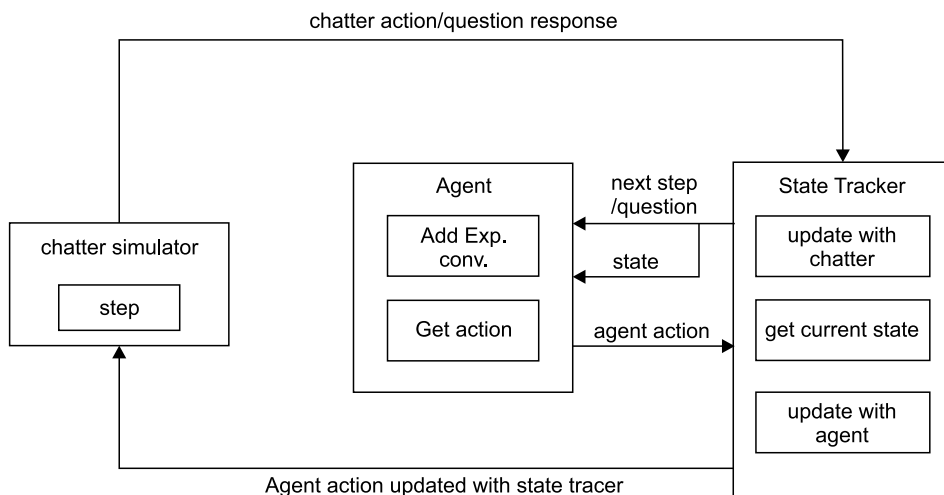 chatter action/question response
Agent
next step
/question
State Tracker
Add Exp.
conv.
update with
chatter
chatter simulator
state
step
Get action
agent action
get current state
update with
agent
Agent action updated with state tracer